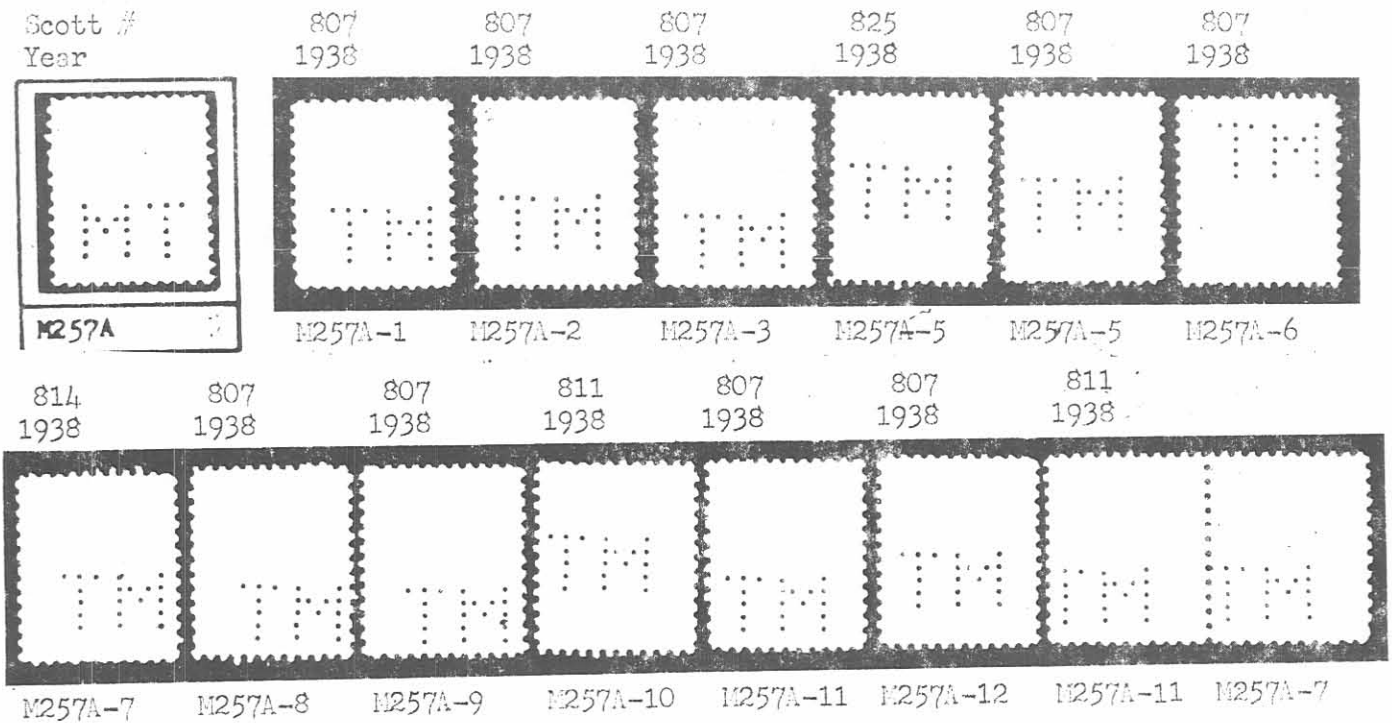 Scott # 807 807 807 825 807 807
Year 1938 1938 1938 1938 1938 1938
MT TM TM TM TM TM TM
M257A M257A-1 M257A-2 M257A-3 M257A-5 M257A-5 M257A-6
814 807 807 811 807 807 811
1938 1938 1938 1938 1938 1938 1938
TM TM TM TM TM TM TM TM
M257A-7 M257A-8 M257A-9 M257A-10 M257A-11 M257A-12 M257A-11 M257A-7